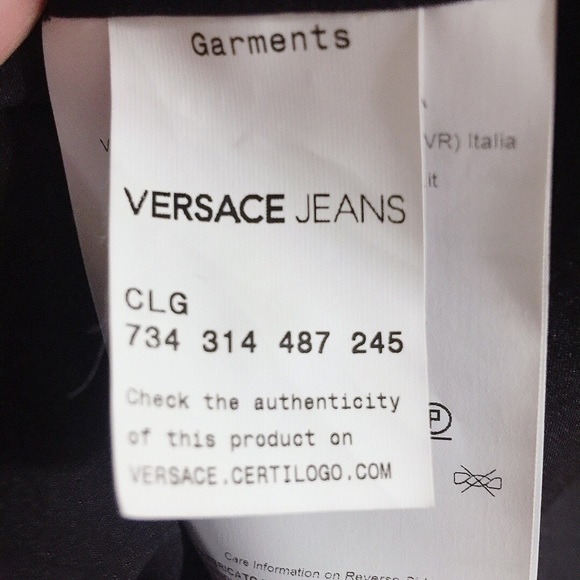 Garments
VR) Italia
.it
VERSACE JEANS
CLG
734 314 487 245
Check the authenticity
of this product on
VERSACE.CERTILOGO.COM
P
Care Information on Reverse